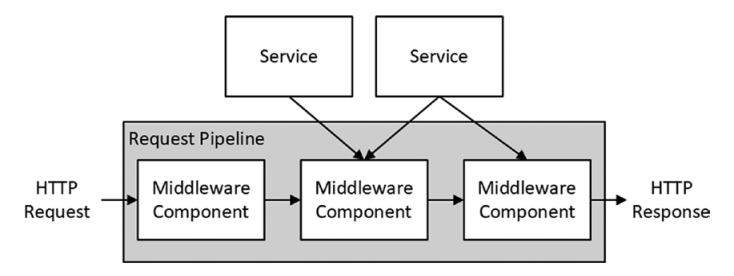 Service
Service
Request Pipeline
HTTP
Request
Middleware
Component
Middleware
Component
Middleware
Component
HTTP
Response